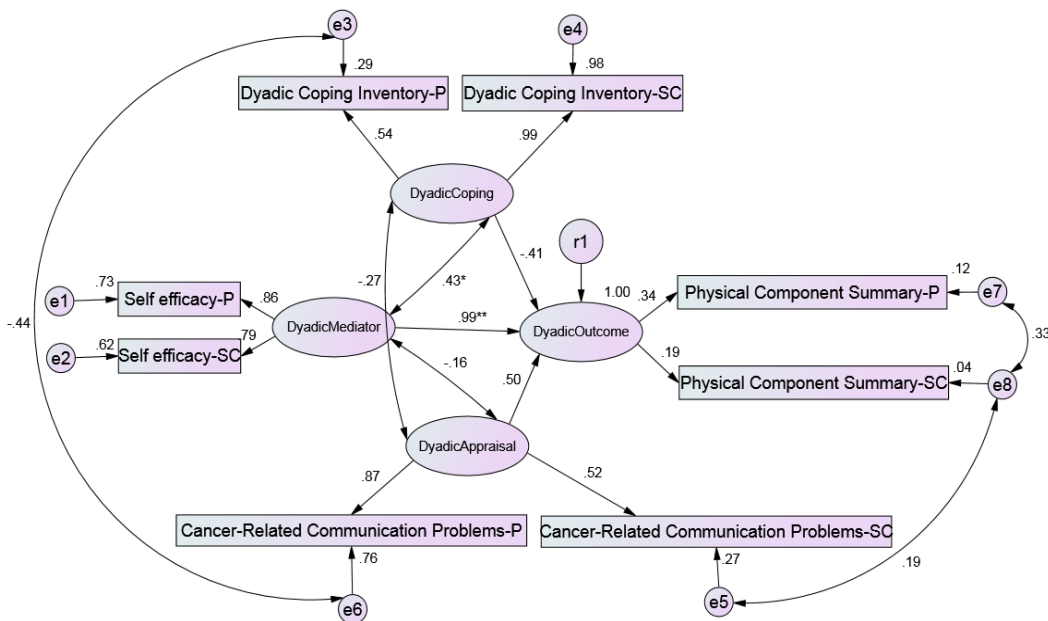 e3
e4
.29
.98
Dyadic Coping Inventory-P
Dyadic Coping Inventory-SC
.54
.99
DyadicCoping
r1
-.27
.43*
-.41
.73
e1
Self efficacy-P
.86
1.00
.34
Physical Component Summary-P
.12
e7
DyadicMediator
.99**
DyadicOutcome
-.44
.79
.62
e2
Self efficacy-SC
.33
-.16
.50
.19
Physical Component Summary-SC
.04
e8
DyadicAppraisal
.87
.52
Cancer-Related Communication Problems-P
Cancer-Related Communication Problems-SC
.76
.27
.19
e6
e5